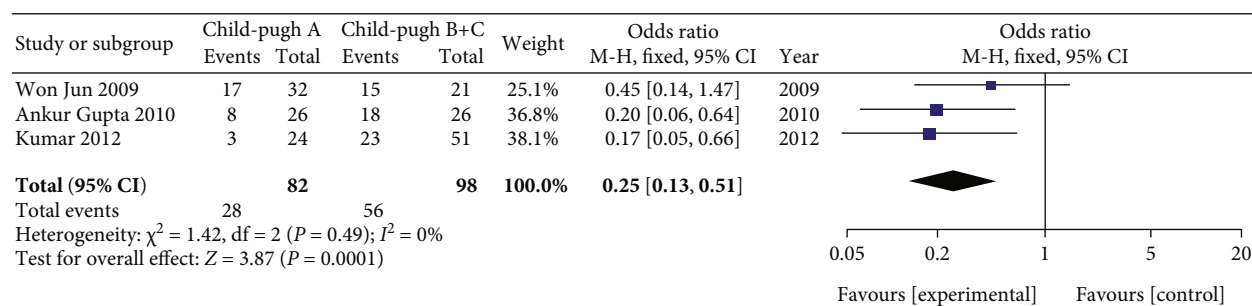 Study or subgroup Child-pugh A Child-pugh B+C Weight Odds ratio Year Odds ratio
Events Total Events Total M-H, fixed, 95% CI M-H, fixed, 95% CI
Won Jun 2009 17 32 15 21 25.1% 0.45 [0.14, 1.47] 2009
Ankur Gupta 2010 8 26 18 26 36.8% 0.20 [0.06, 0.64] 2010
Kumar 2012 3 24 23 51 38.1% 0.17 [0.05, 0.66] 2012
Total (95% CI) 82 98 100.0% 0.25 [0.13, 0.51]
Total events 28 56
Heterogeneity: χ² = 1.42, df = 2 (P = 0.49); I² = 0%
Test for overall effect: Z = 3.87 (P = 0.0001)
0.05 0.2 1 5 20
Favours [experimental] Favours [control]